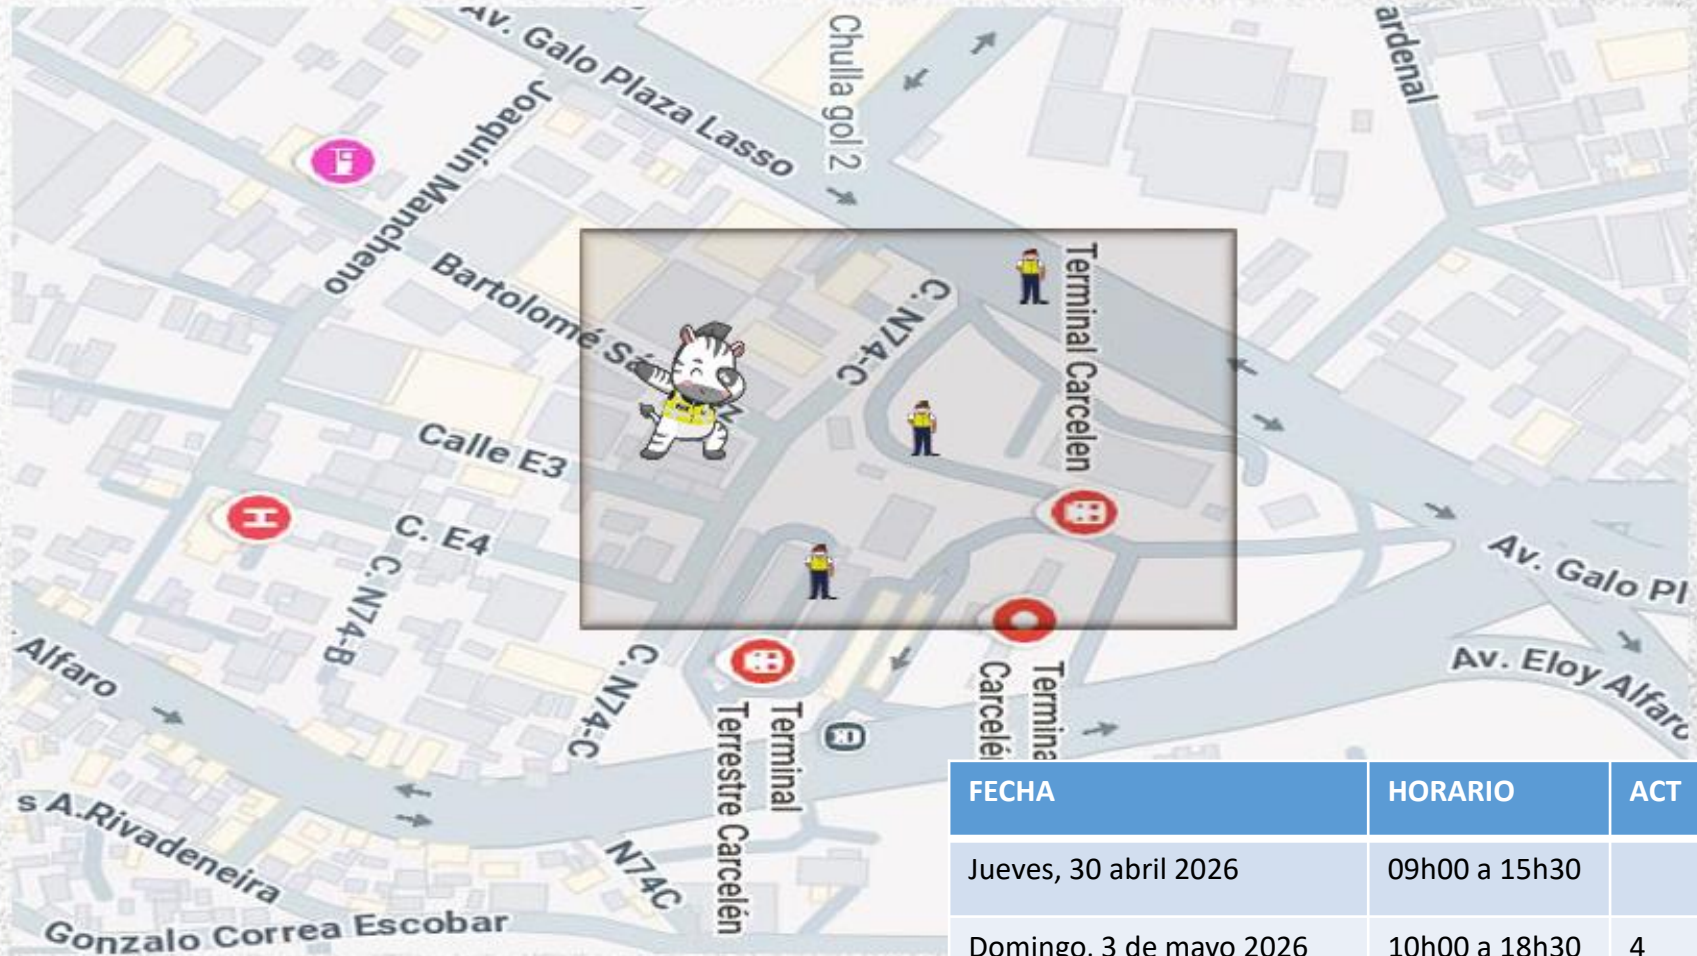 Av. Galo Plaza Lasso
Chulla gol 2
ardenal
Joaquín Mancheno
Bartolomé
C. N74-C
Terminal Carcelen
Calle E3
C. E4
C. N74-B
Av. Galo Pl
Alfaro
C. N74-C
Av. Eloy Alfaro
Terminal
Terrestre Carcelén
Termina
Carcelé
s A.Rivadeneira
N74C
Gonzalo Correa Escobar
FECHA HORARIO ACT
Jueves, 30 abril 2026 09h00 a 15h30
Domingo, 3 de mayo 2026 10h00 a 18h30 4